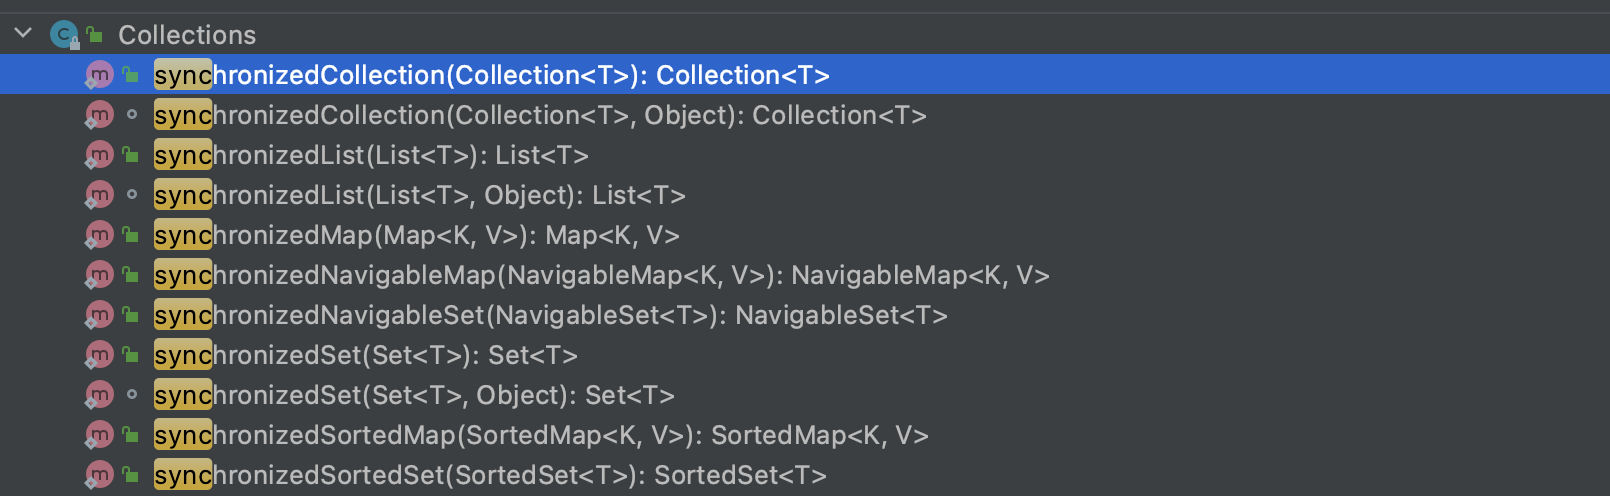 C Collections
m synchronizedCollection(Collection<T>): Collection<T>
m synchronizedCollection(Collection<T>, Object): Collection<T>
m synchronizedList(List<T>): List<T>
m synchronizedList(List<T>, Object): List<T>
m synchronizedMap(Map<K, V>): Map<K, V>
m synchronizedNavigableMap(NavigableMap<K, V>): NavigableMap<K, V>
m synchronizedNavigableSet(NavigableSet<T>): NavigableSet<T>
m synchronizedSet(Set<T>): Set<T>
m synchronizedSet(Set<T>, Object): Set<T>
m synchronizedSortedMap(SortedMap<K, V>): SortedMap<K, V>
m synchronizedSortedSet(SortedSet<T>): SortedSet<T>